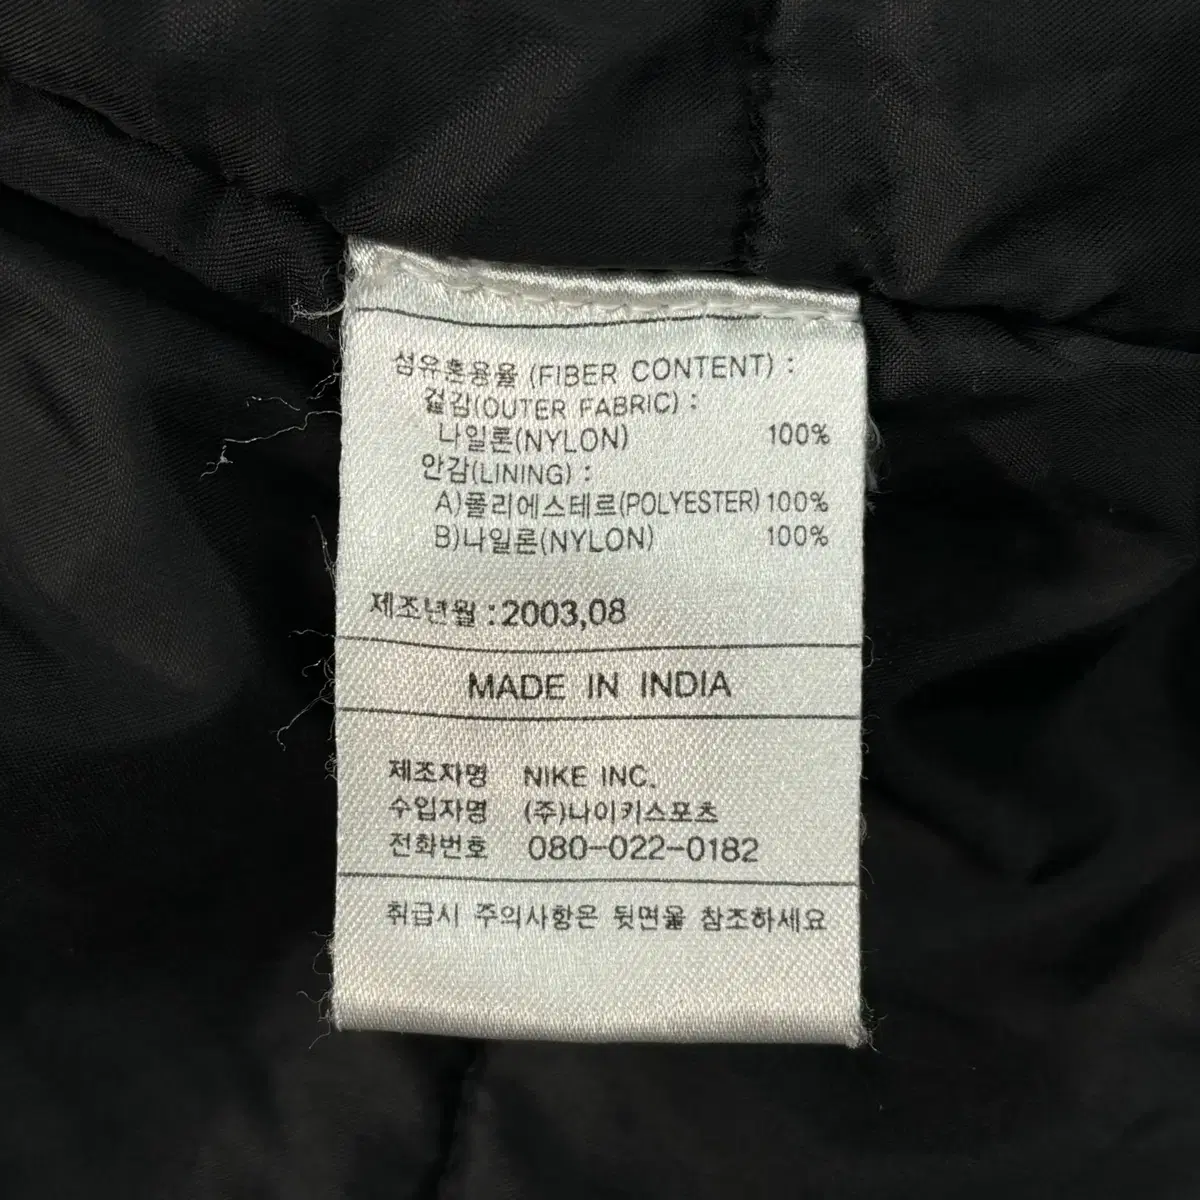 섬유혼용율 (FIBER CONTENT) :
겉감(OUTER FABRIC) :
나일론(NYLON) 100%
안감(LINING) :
A)폴리에스테르(POLYESTER) 100%
B)나일론(NYLON) 100%
제조년월 : 2003,08
MADE IN INDIA
제조자명 NIKE INC.
수입자명 (주)나이키스포츠
전화번호 080-022-0182
취급시 주의사항은 뒷면을 참조하세요